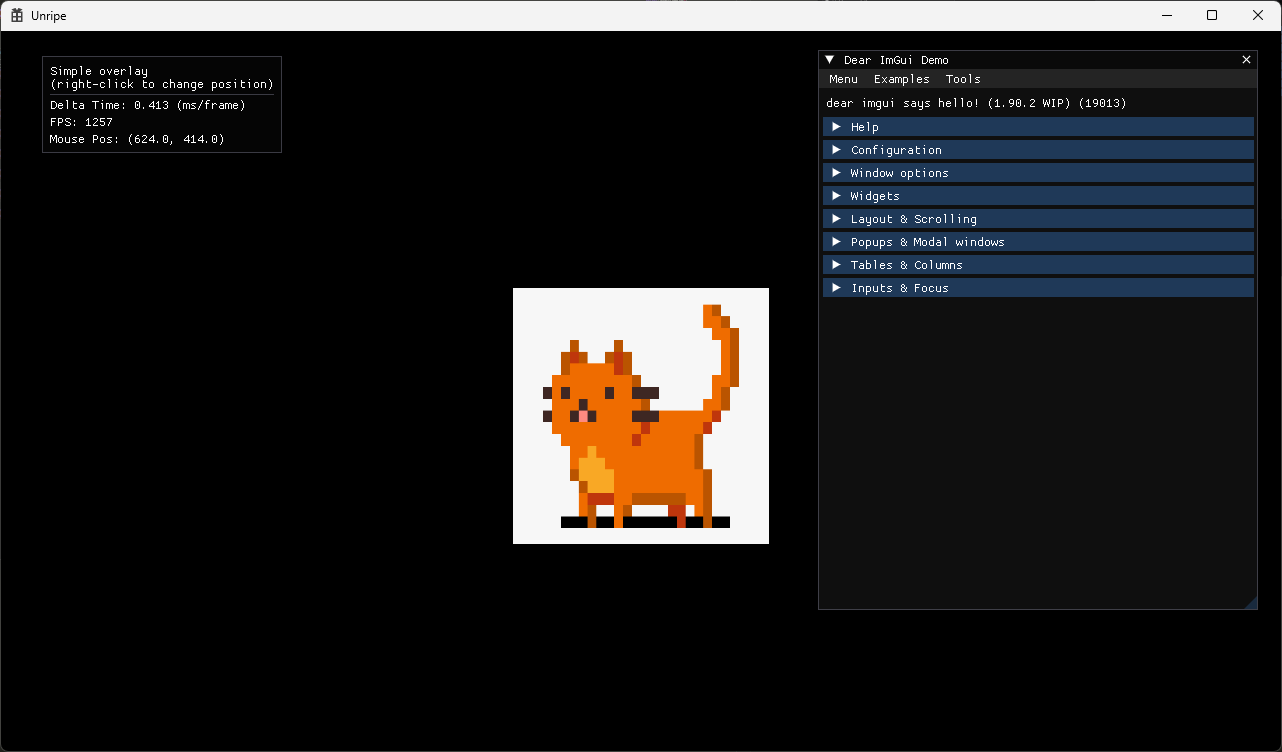 Unripe
Simple overlay
(right-click to change position)
Delta Time: 0.413 (ms/frame)
FPS: 1257
Mouse Pos: (624.0, 414.0)
Dear ImGui Demo
Menu Examples Tools
dear imgui says hello! (1.90.2 WIP) (19013)
Help
Configuration
Window options
Widgets
Layout & Scrolling
Popups & Modal windows
Tables & Columns
Inputs & Focus